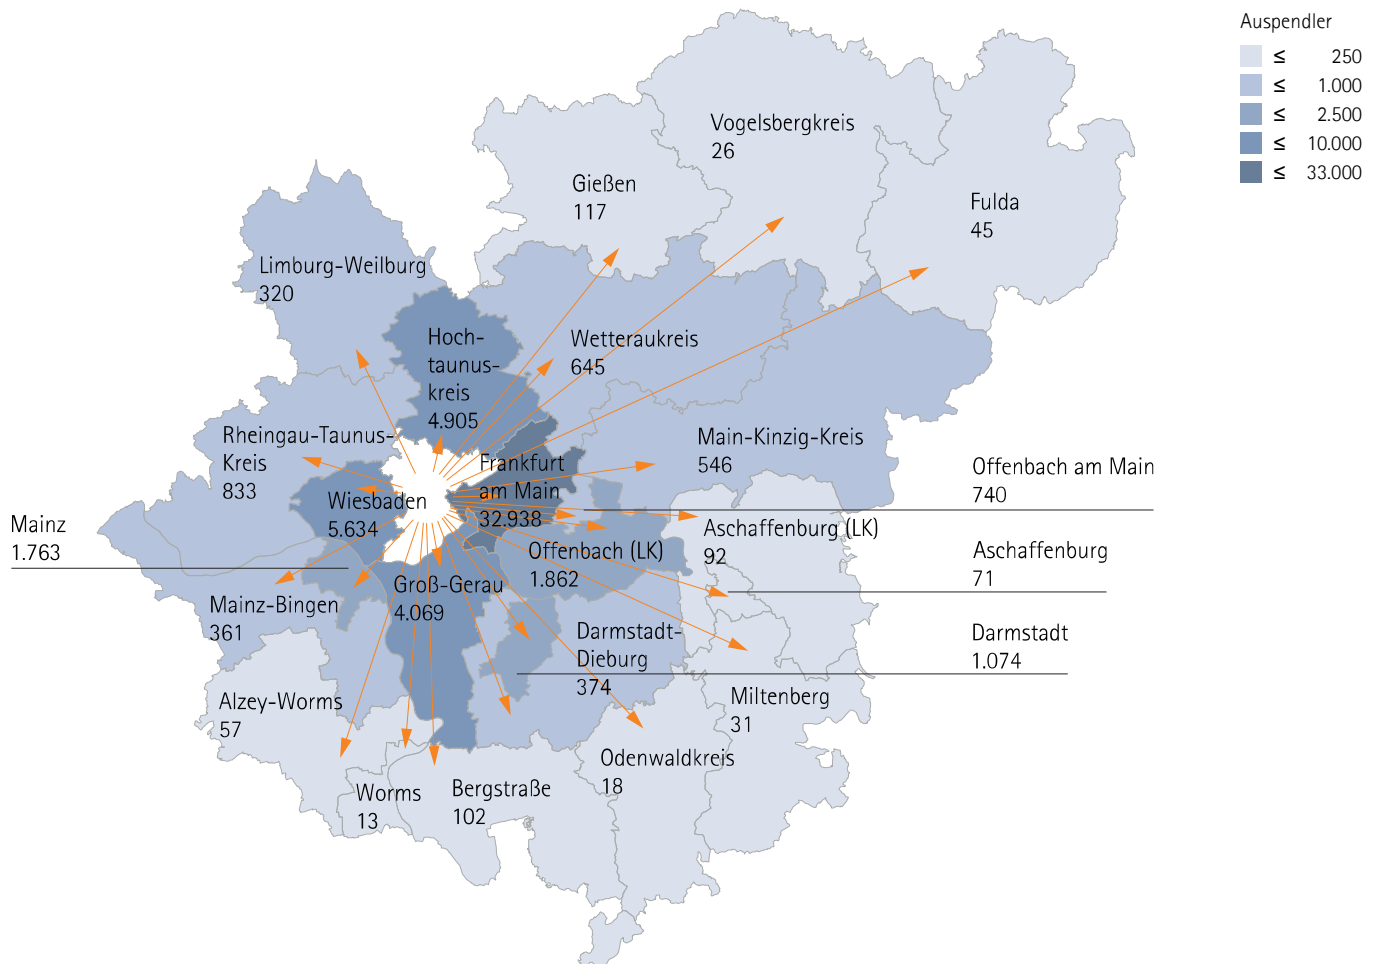 Auspendler
≤ 250
≤ 1.000
≤ 2.500
≤ 10.000
≤ 33.000
Vogelsbergkreis
26
Gießen
117
Fulda
45
Limburg-Weilburg
320
Hoch-
taunus-
kreis
4.905
Wetteraukreis
645
Rheingau-Taunus-
Kreis
833
Main-Kinzig-Kreis
546
Frankfurt
am Main
32.938
Offenbach am Main
740
Wiesbaden
5.634
Mainz
1.763
Aschaffenburg (LK)
92
Offenbach (LK)
1.862
Aschaffenburg
71
Groß-Gerau
4.069
Mainz-Bingen
361
Darmstadt-
Dieburg
374
Darmstadt
1.074
Alzey-Worms
57
Miltenberg
31
Odenwaldkreis
18
Worms
13
Bergstraße
102